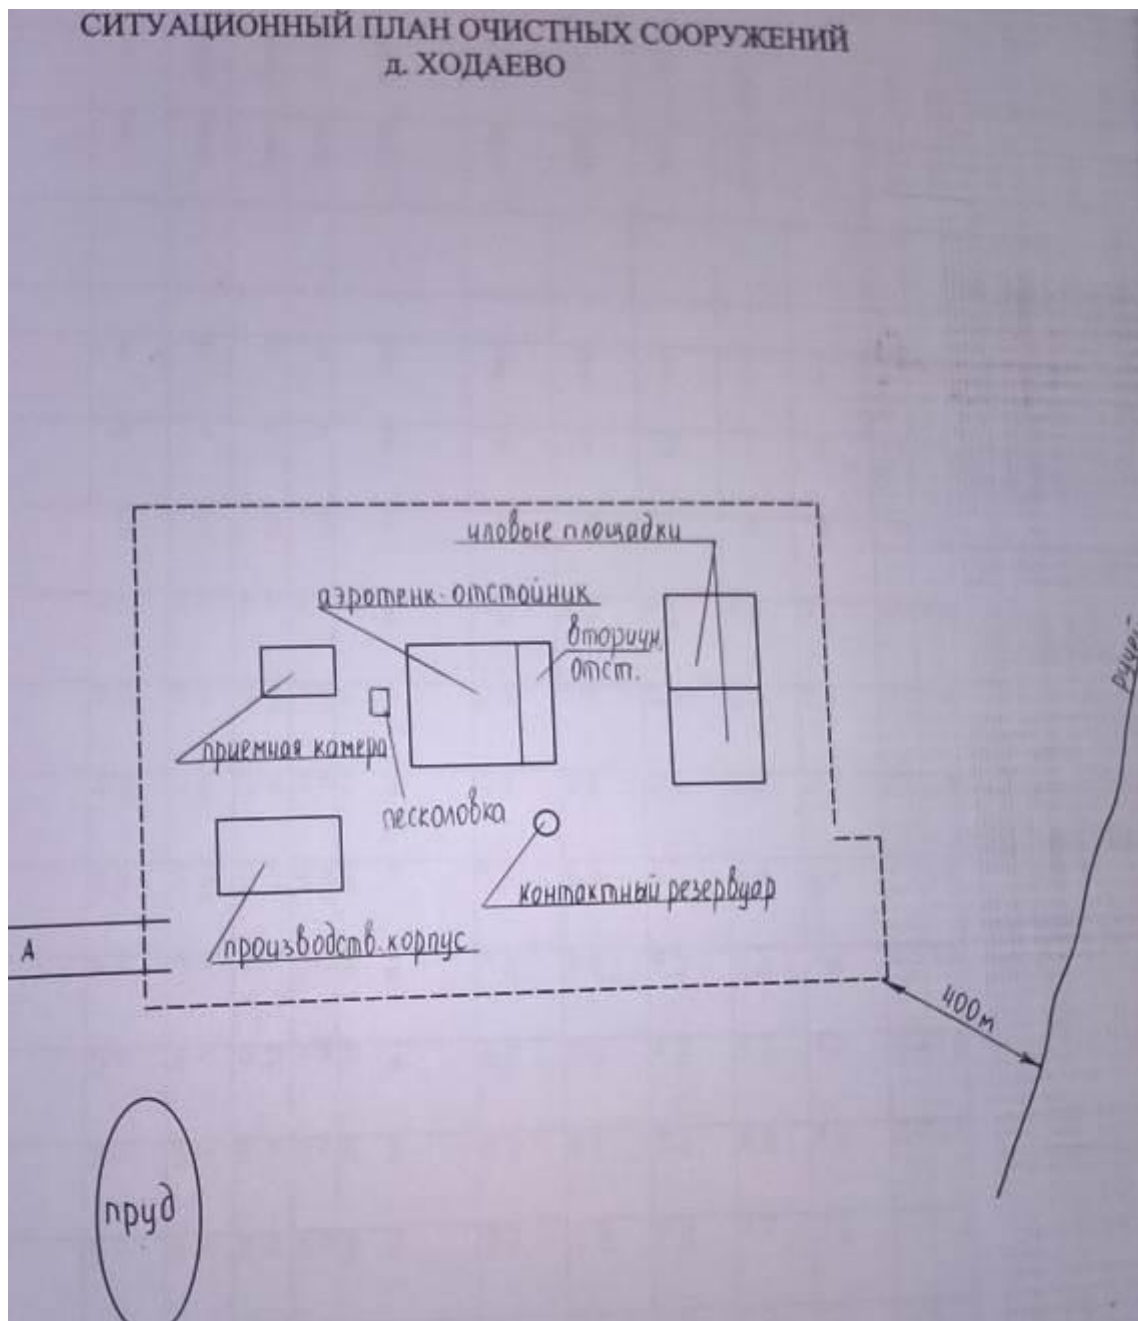 СИТУАЦИОННЫЙ ПЛАН ОЧИСТНЫХ СООРУЖЕНИЙ
д. ХОДАЕВО
иловые площадки
аэротенк-отстойник
вторичн.
отст.
приемная камера
песколовка
контактный резервуар
производств. корпус
А
400м
ручей
пруд